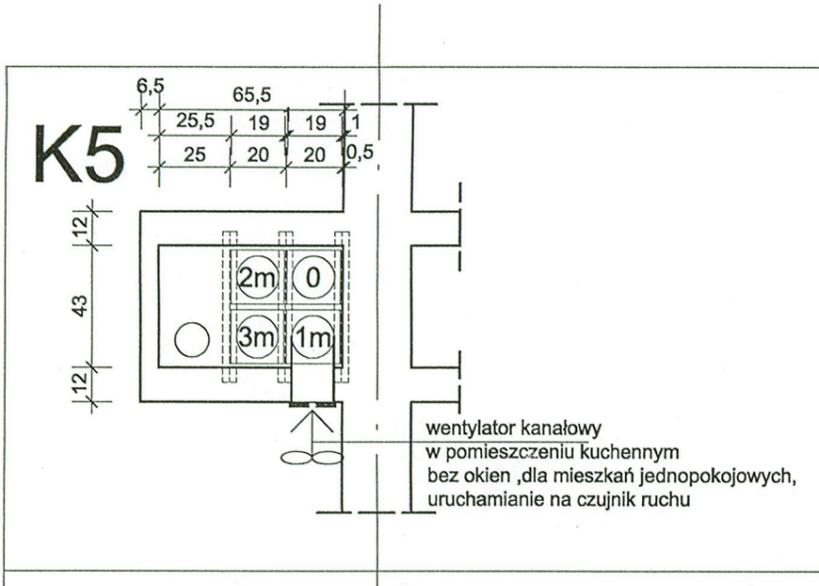 6,5 65,5
25,5 19 19 1
25 20 20 0,5
K5
12
43
12
2m 0
3m 1m
wentylator kanałowy
w pomieszczeniu kuchennym
bez okien ,dla mieszkań jednopokojowych,
uruchamianie na czujnik ruchu